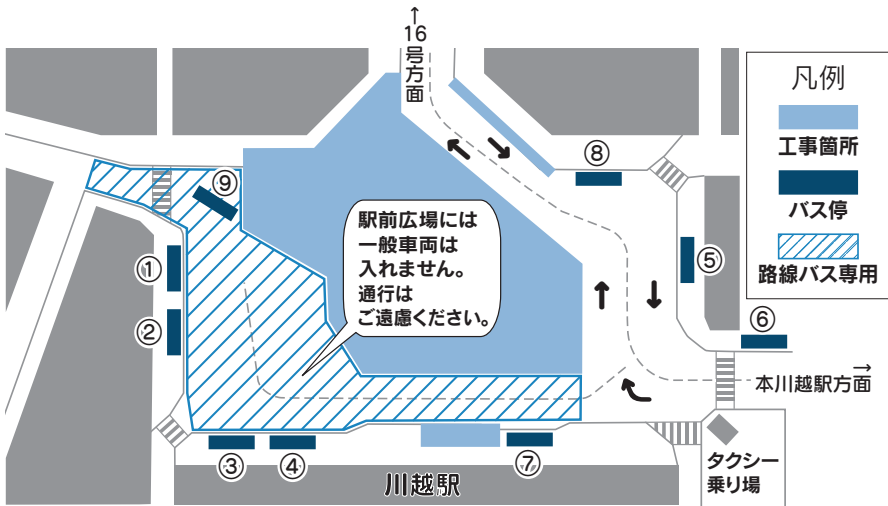 ↑
16
号
方
面
凡例
工事箇所
バス停
路線バス専用
⑧
⑨
駅前広場には
一般車両は
入れません。
通行は
ご遠慮ください。
①
②
⑤
⑥
→
本川越駅方面
③
④
⑦
タクシー
乗り場
川越駅